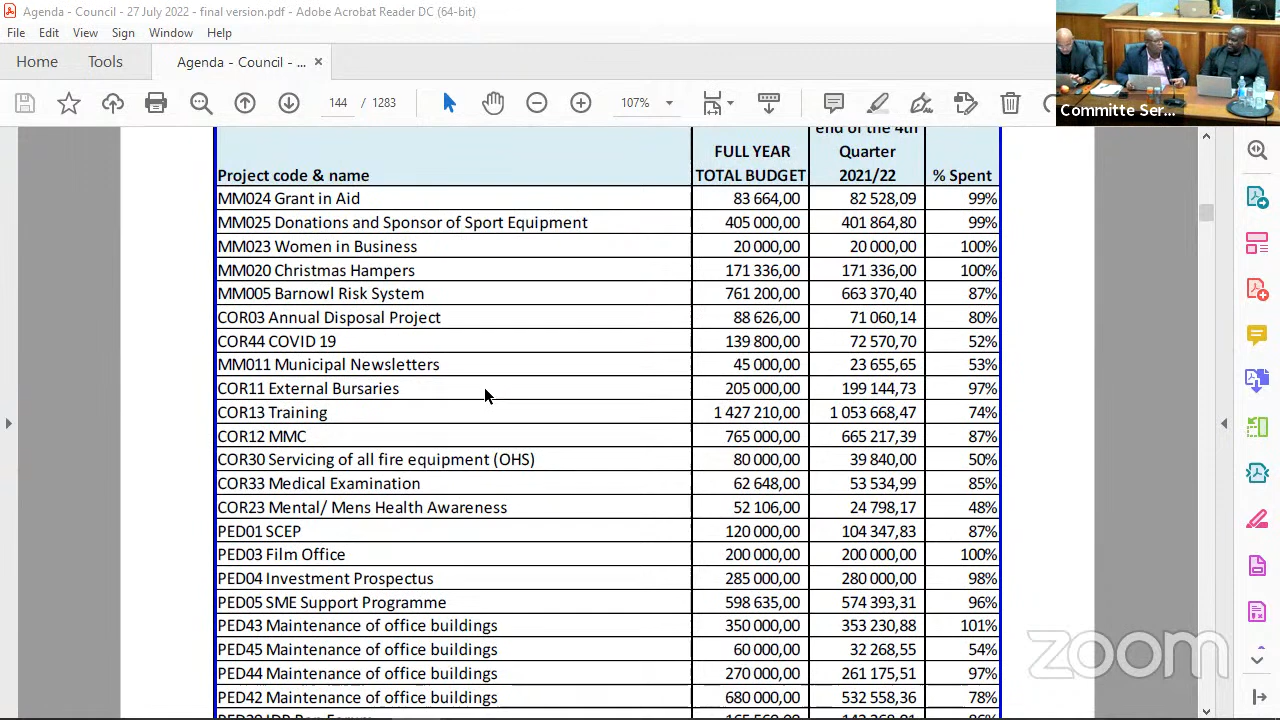 Agenda - Council - 27 July 2022 - final version.pdf - Adobe Acrobat Reader DC (64-bit)
File Edit View Sign Window Help
Home Tools Agenda - Council - ... ×
144 / 1283 107%
Committe Ser...
end of the 4th
FULL YEAR Quarter
Project code & name TOTAL BUDGET 2021/22 % Spent
MM024 Grant in Aid 83 664,00 82 528,09 99%
MM025 Donations and Sponsor of Sport Equipment 405 000,00 401 864,80 99%
MM023 Women in Business 20 000,00 20 000,00 100%
MM020 Christmas Hampers 171 336,00 171 336,00 100%
MM005 Barnowl Risk System 761 200,00 663 370,40 87%
COR03 Annual Disposal Project 88 626,00 71 060,14 80%
COR44 COVID 19 139 800,00 72 570,70 52%
MM011 Municipal Newsletters 45 000,00 23 655,65 53%
COR11 External Bursaries 205 000,00 199 144,73 97%
COR13 Training 1 427 210,00 1 053 668,47 74%
COR12 MMC 765 000,00 665 217,39 87%
COR30 Servicing of all fire equipment (OHS) 80 000,00 39 840,00 50%
COR33 Medical Examination 62 648,00 53 534,99 85%
COR23 Mental/ Mens Health Awareness 52 106,00 24 798,17 48%
PED01 SCEP 120 000,00 104 347,83 87%
PED03 Film Office 200 000,00 200 000,00 100%
PED04 Investment Prospectus 285 000,00 280 000,00 98%
PED05 SME Support Programme 598 635,00 574 393,31 96%
PED43 Maintenance of office buildings 350 000,00 353 230,88 101%
PED45 Maintenance of office buildings 60 000,00 32 268,55 54%
PED44 Maintenance of office buildings 270 000,00 261 175,51 97%
PED42 Maintenance of office buildings 680 000,00 532 558,36 78%
zoom